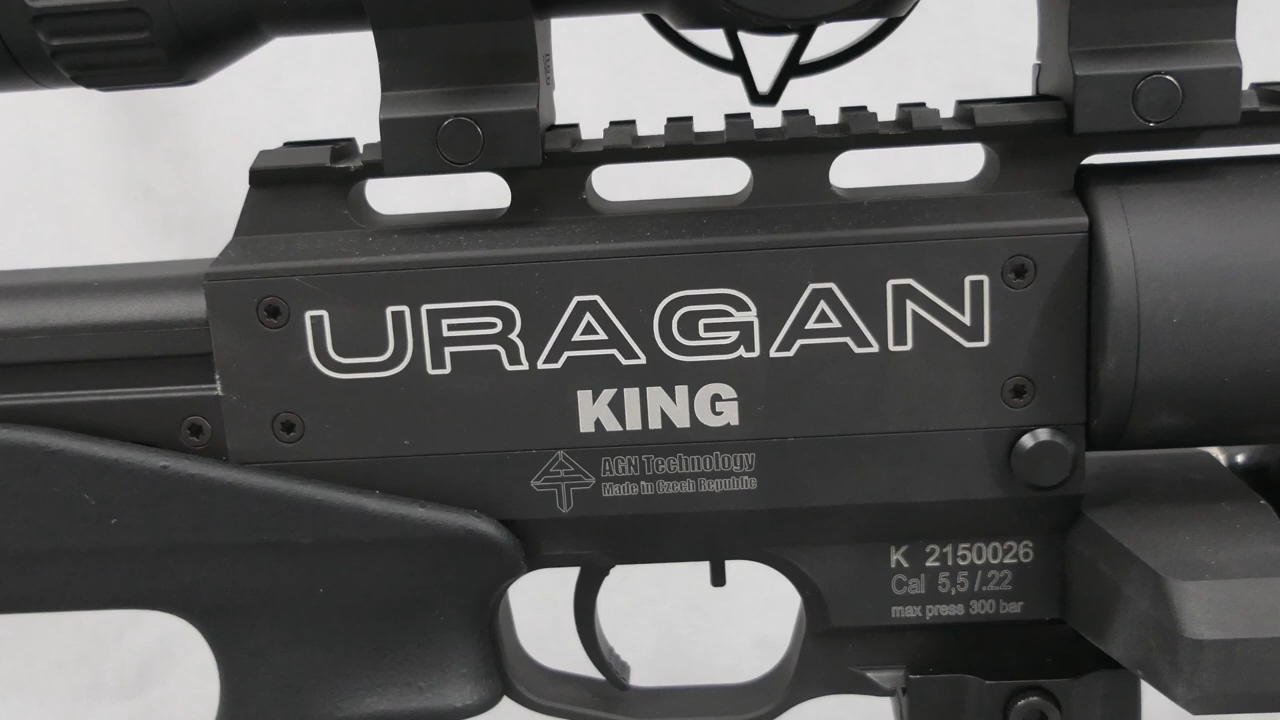 URAGAN
KING
AGN Technology
Made in Czech Republic
K 2150026
Cal 5,5 /.22
max press 300 bar